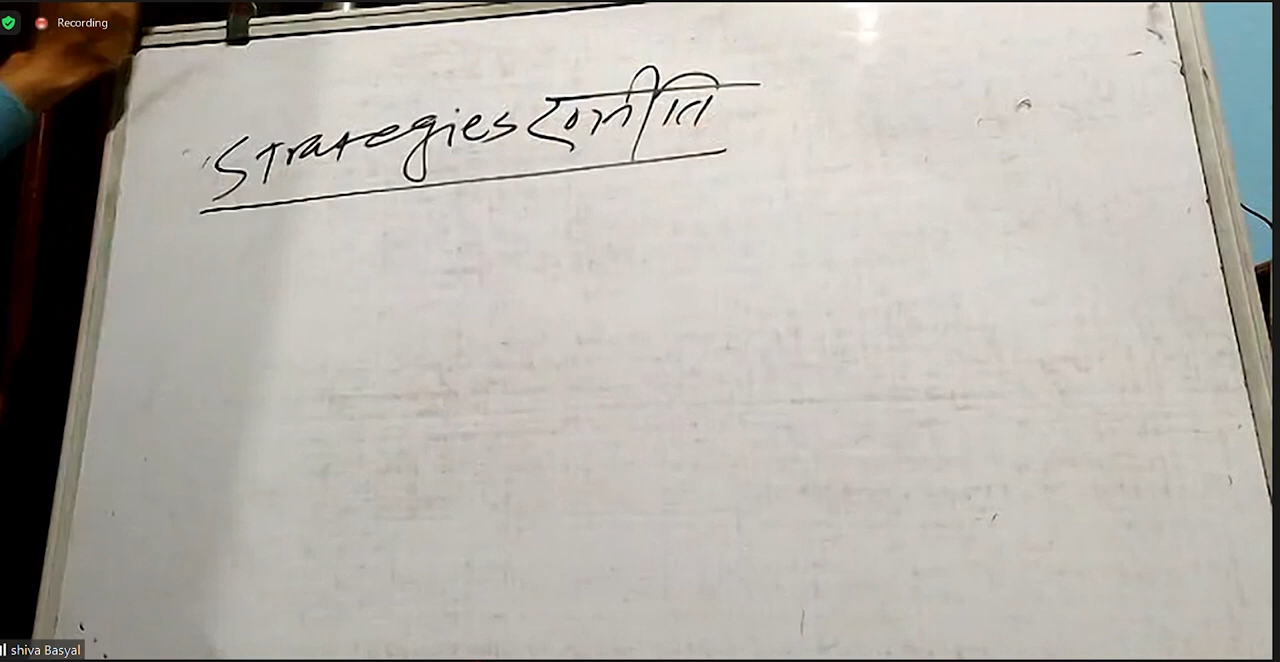 Recording
Strategies रणनीति
shiva Basyal